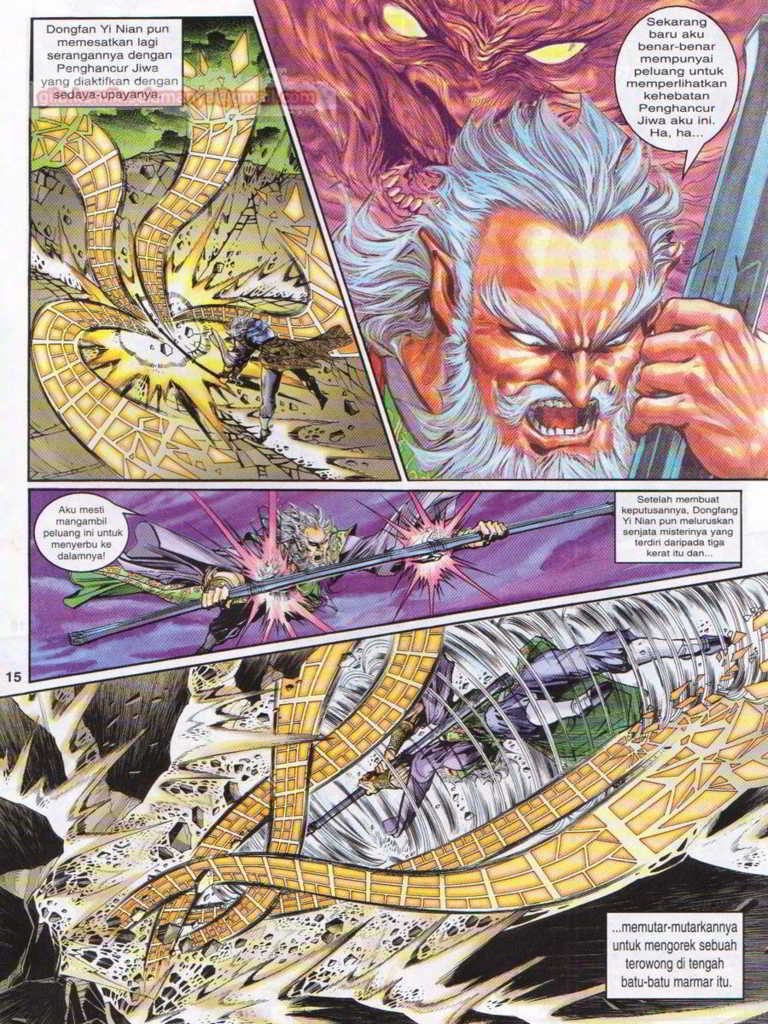 Dongfan Yi Nian pun
memesatkan lagi
serangannya dengan
Penghancur Jiwa
yang diaktifkan dengan
sedaya-upayanya.
Sekarang
baru aku
benar-benar
mempunyai
peluang untuk
memperlihatkan
kehebatan
Penghancur
Jiwa aku ini.
Ha, ha...
Aku mesti
mangambil
peluang ini untuk
menyerbu ke
dalamnya!
Setelah membuat
keputusannya, Dongfang
Yi Nian pun meluruskan
senjata misterinya yang
terdiri daripada tiga
kerat itu dan...
15
...memutar-mutarkannya
untuk mengorek sebuah
terowong di tengah
batu-batu marmar itu.